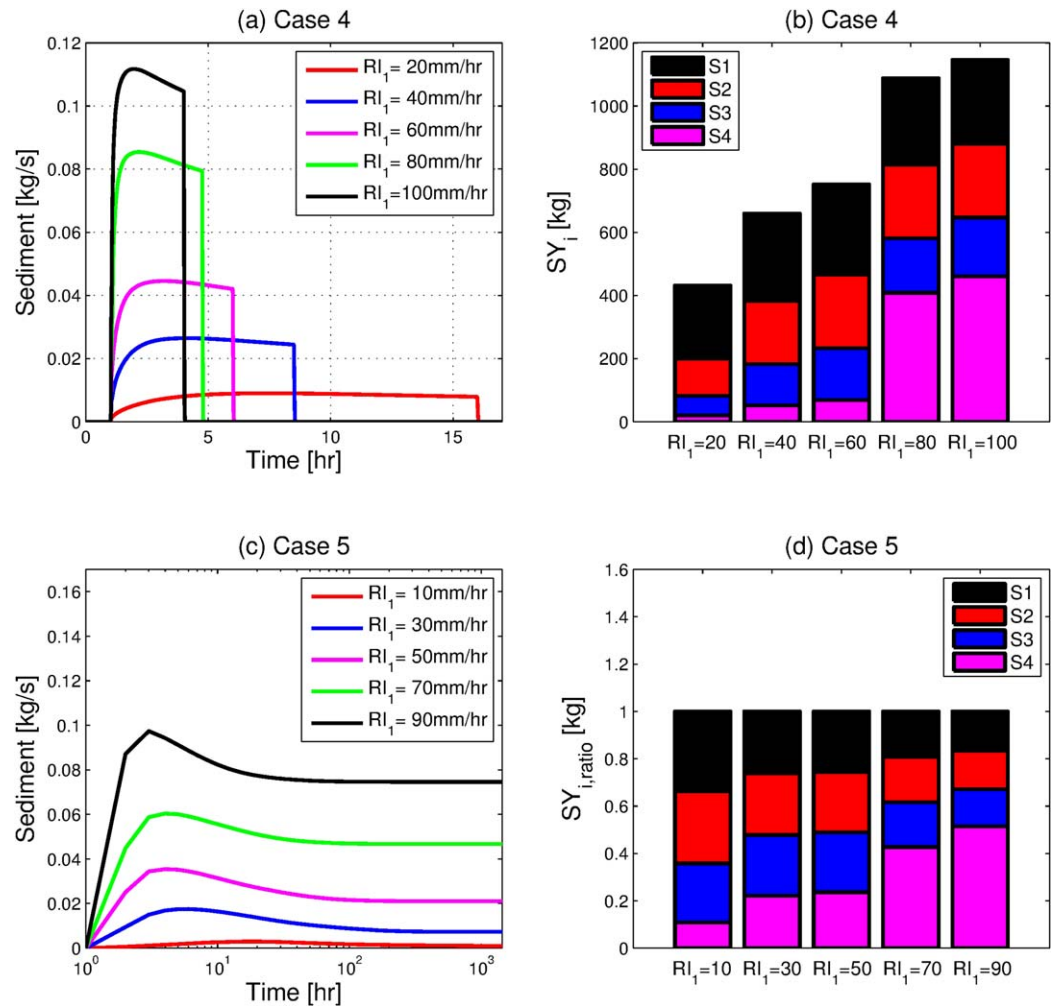 (a) Case 4
Sediment [kg/s]
0.12
0.1
0.08
0.06
0.04
0.02
0
0 5 10 15
Time [hr]
RI1= 20mm/hr
RI1= 40mm/hr
RI1= 60mm/hr
RI1= 80mm/hr
RI1=100mm/hr
(b) Case 4
SYi [kg]
1200
1000
800
600
400
200
0
S1
S2
S3
S4
RI1=20 RI1=40 RI1=60 RI1=80 RI1=100
(c) Case 5
Sediment [kg/s]
0.16
0.14
0.12
0.1
0.08
0.06
0.04
0.02
0
10^0 10^1 10^2 10^3
Time [hr]
RI1= 10mm/hr
RI1= 30mm/hr
RI1= 50mm/hr
RI1= 70mm/hr
RI1= 90mm/hr
(d) Case 5
SYi,ratio [kg]
1.6
1.4
1.2
1
0.8
0.6
0.4
0.2
0
S1
S2
S3
S4
RI1=10 RI1=30 RI1=50 RI1=70 RI1=90